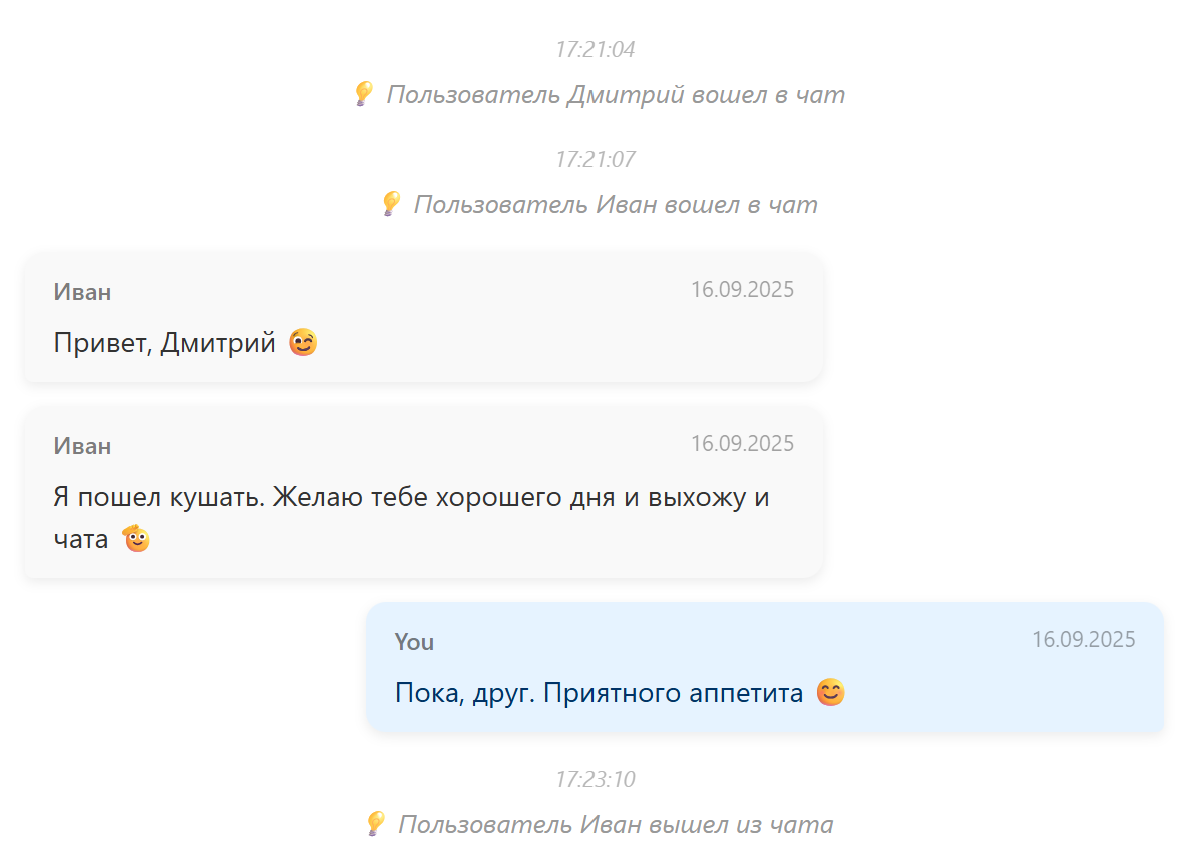 17:21:04
💡 Пользователь Дмитрий вошел в чат
17:21:07
💡 Пользователь Иван вошел в чат
Иван 16.09.2025
Привет, Дмитрий 😉
Иван 16.09.2025
Я пошел кушать. Желаю тебе хорошего дня и выхожу и
чата 🫡
You 16.09.2025
Пока, друг. Приятного аппетита 😊
17:23:10
💡 Пользователь Иван вышел из чата